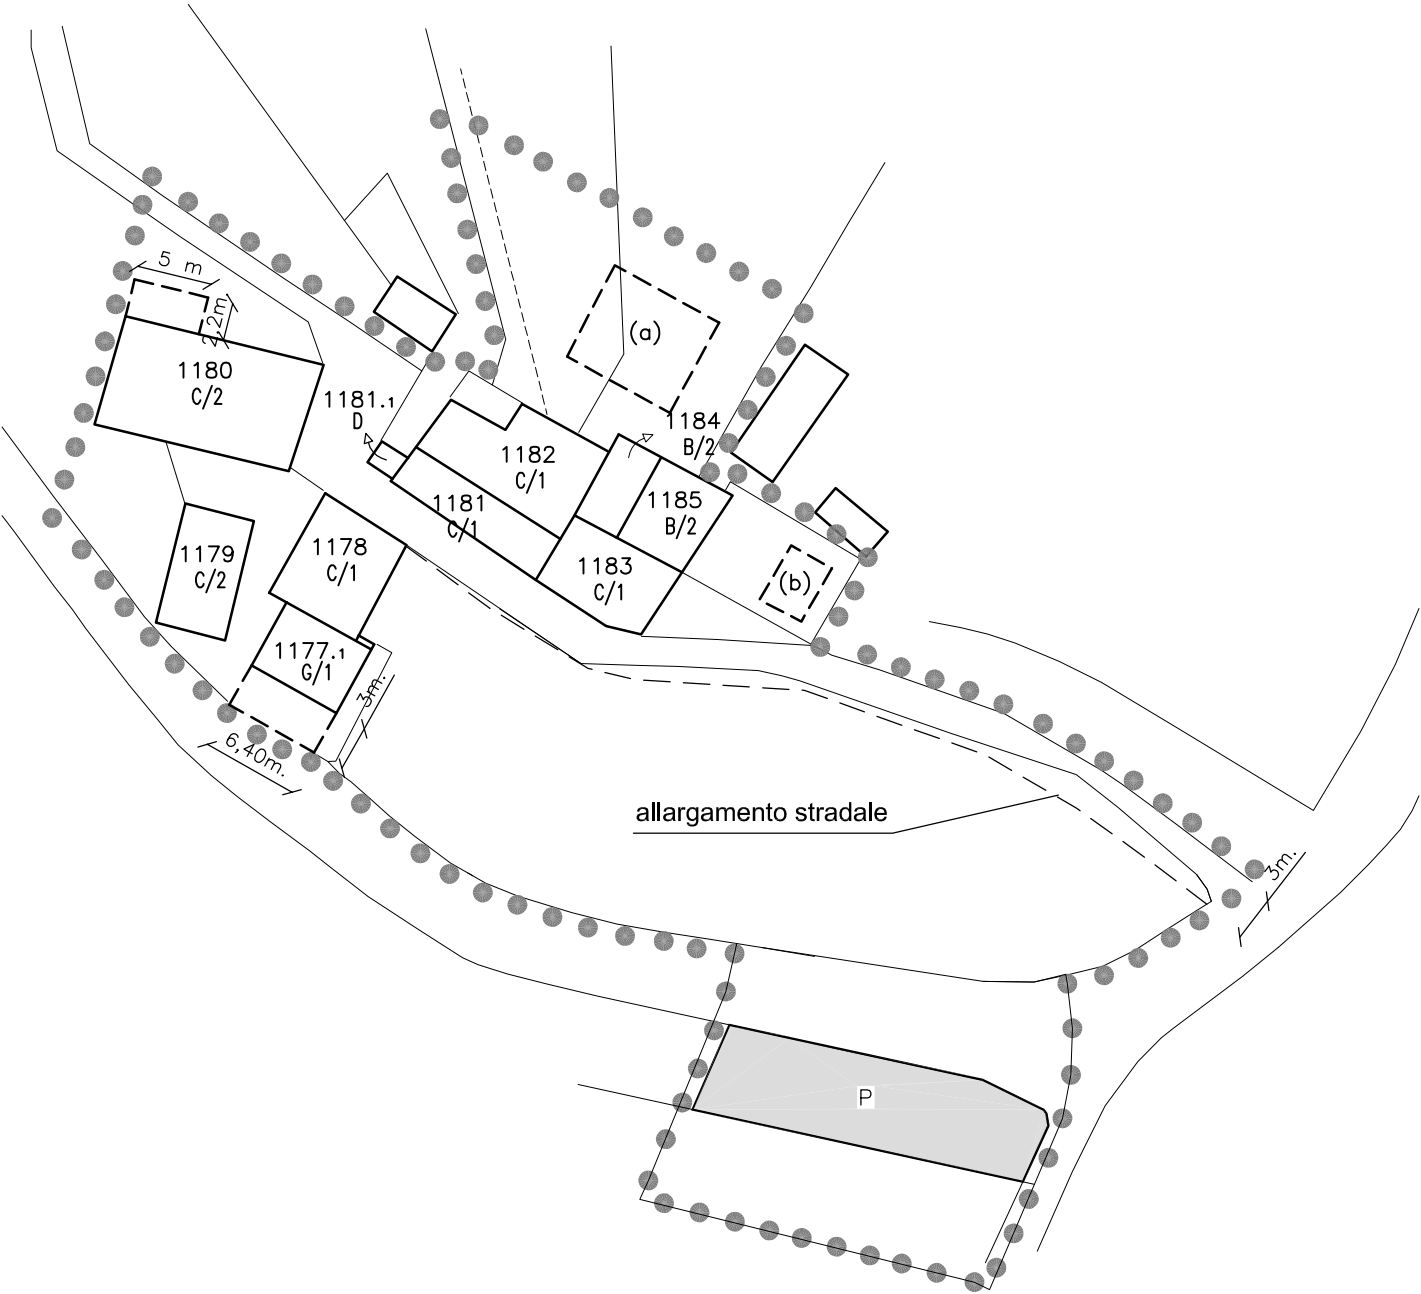 5 m
2,2m.
(a)
1180
C/2
1181.1
D
1184
B/2
1182
C/1
1181
C/1
1185
B/2
1178
C/1
1179
C/2
1183
C/1
(b)
1177.1
G/1
3m.
6,40m.
allargamento stradale
3m.
P